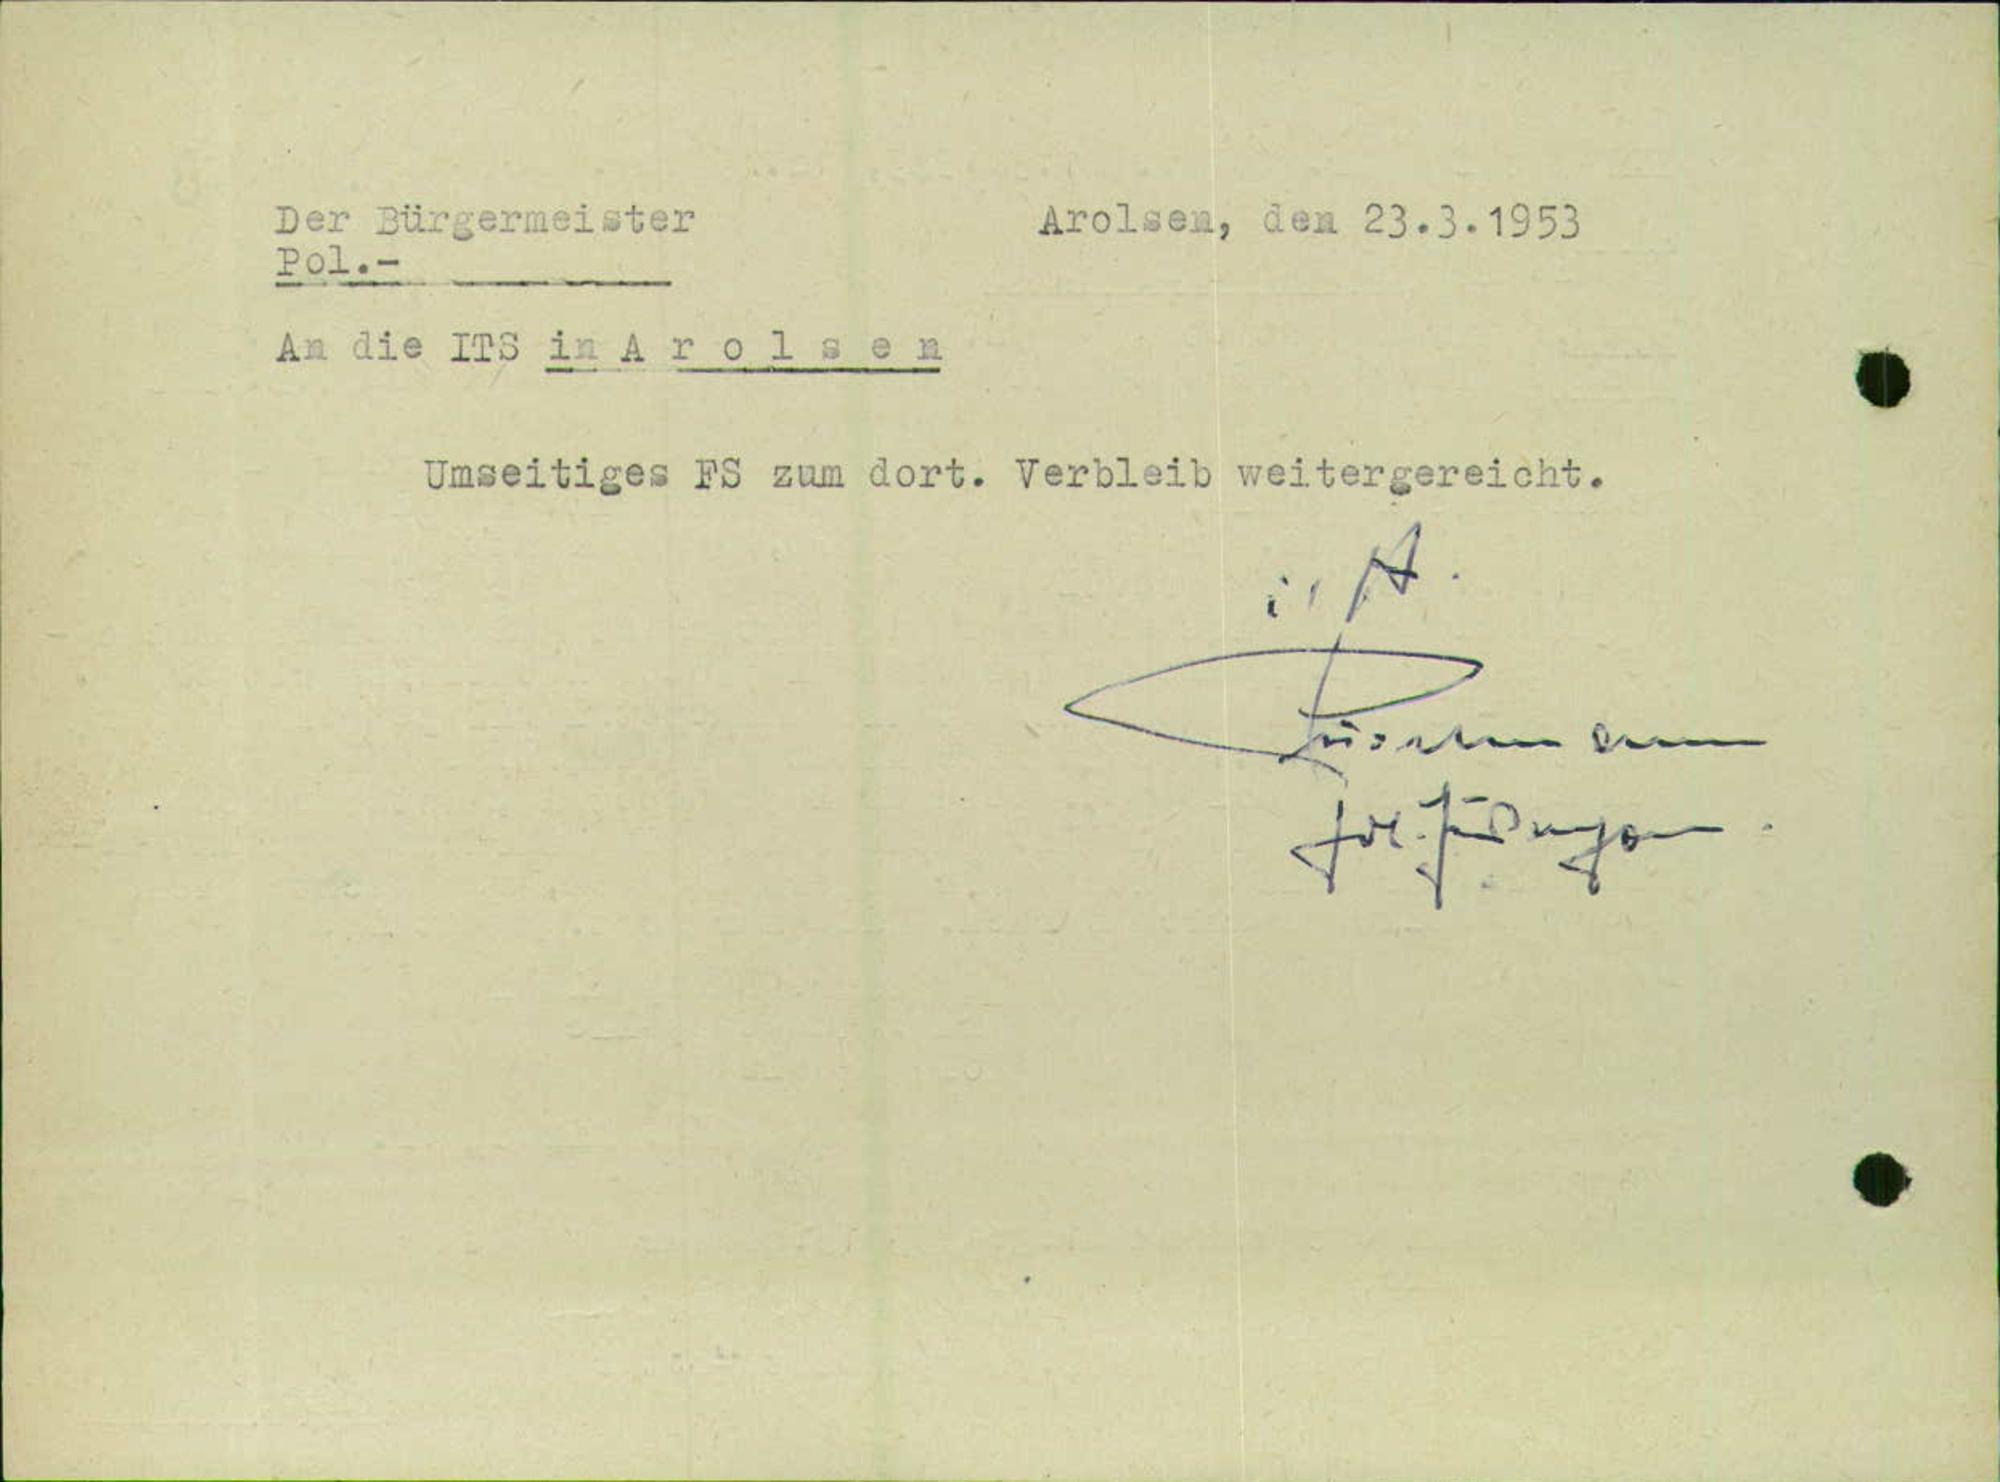 Der Bürgermeister
Arolsen, den 23.3.1953
Pol.-
An die ITS in A r o l s e n
Umseitiges FS zum dort. Verbleib weitergereicht.
i. A.